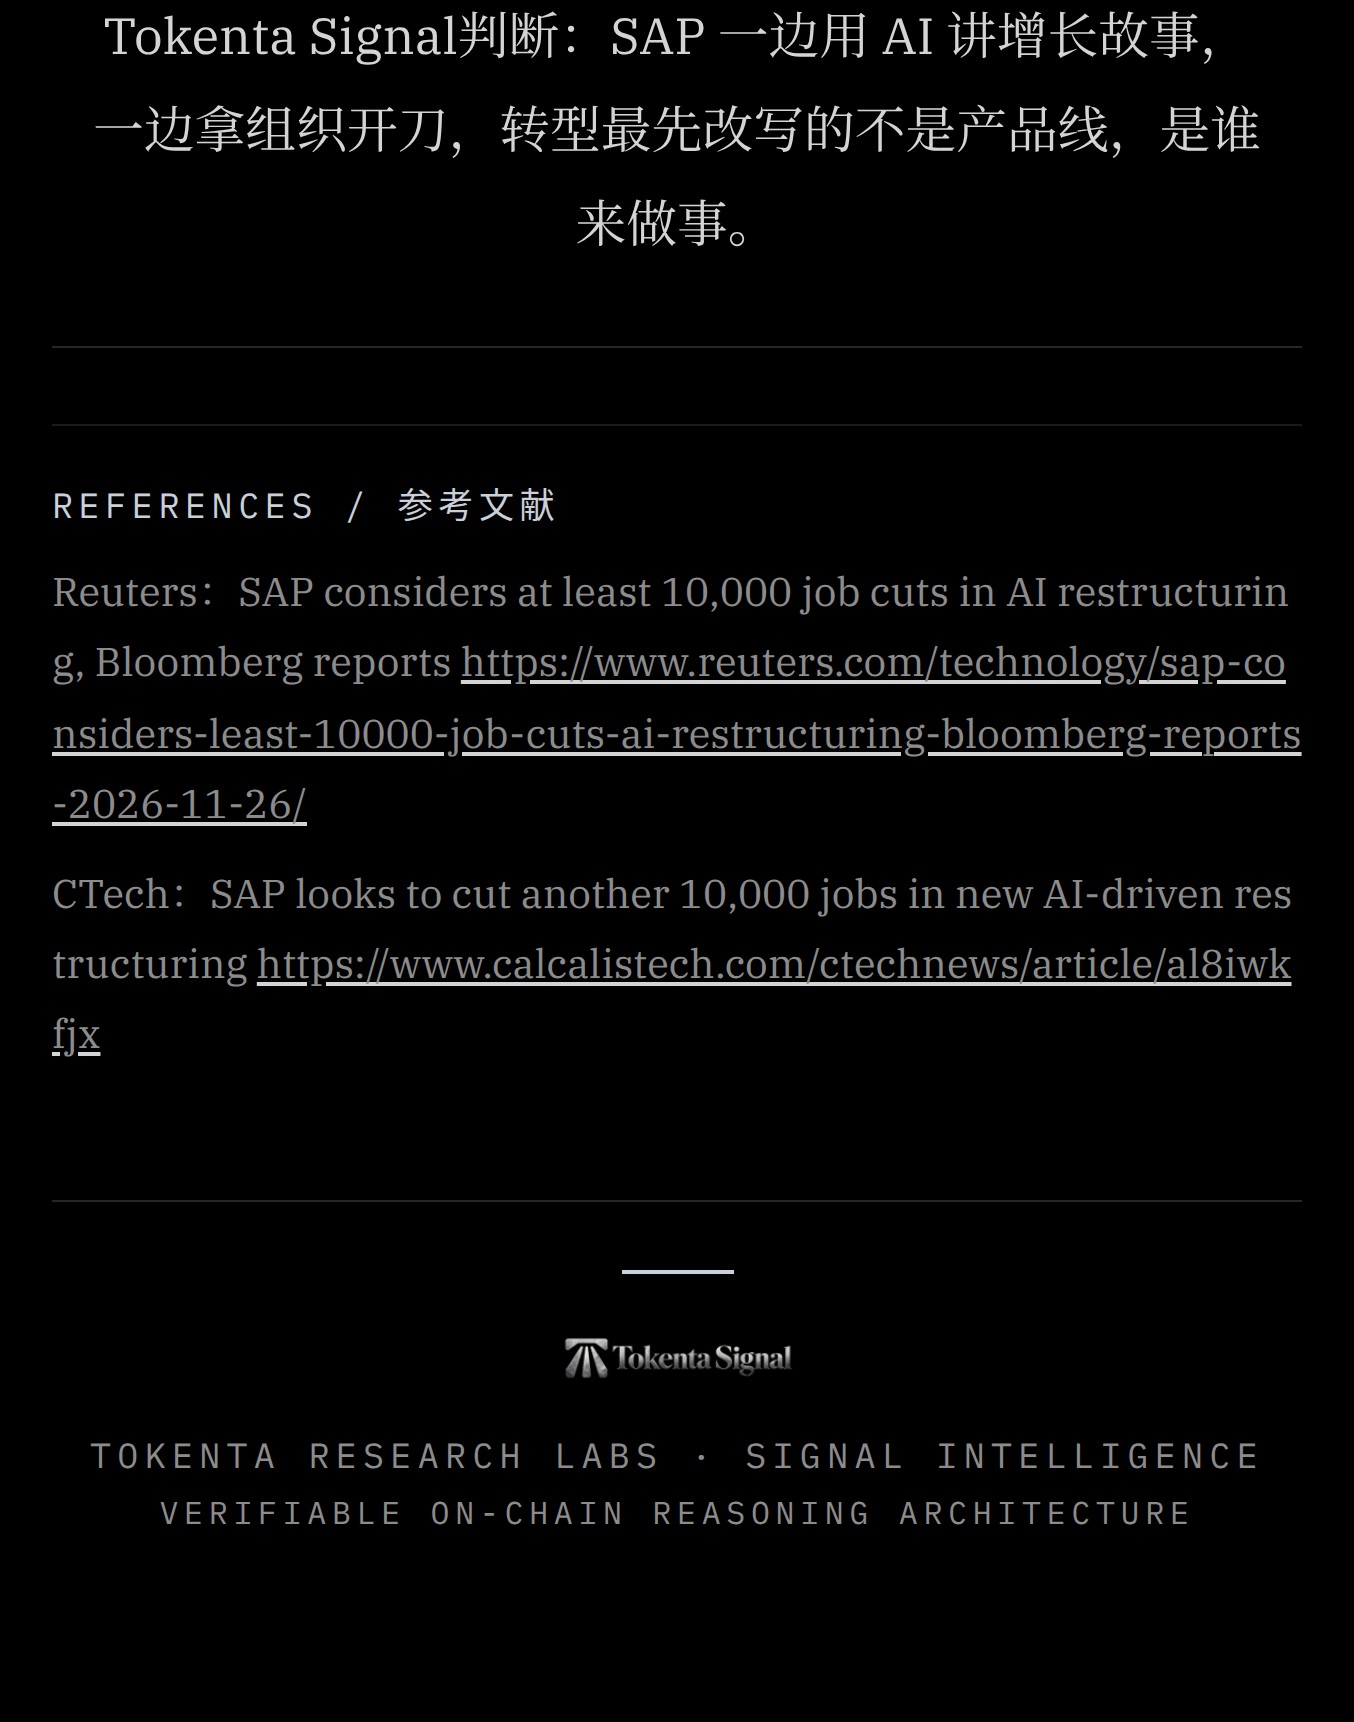 Tokenta Signal判断：SAP 一边用 AI 讲增长故事，
一边拿组织开刀，转型最先改写的不是产品线，是谁
来做事。
REFERENCES / 参考文献
Reuters：SAP considers at least 10,000 job cuts in AI restructurin
g, Bloomberg reports https://www.reuters.com/technology/sap-co
nsiders-least-10000-job-cuts-ai-restructuring-bloomberg-reports
-2026-11-26/
CTech：SAP looks to cut another 10,000 jobs in new AI-driven res
tructuring https://www.calcalistech.com/ctechnews/article/al8iwk
fjx
Tokenta Signal
TOKENTA RESEARCH LABS · SIGNAL INTELLIGENCE
VERIFIABLE ON-CHAIN REASONING ARCHITECTURE